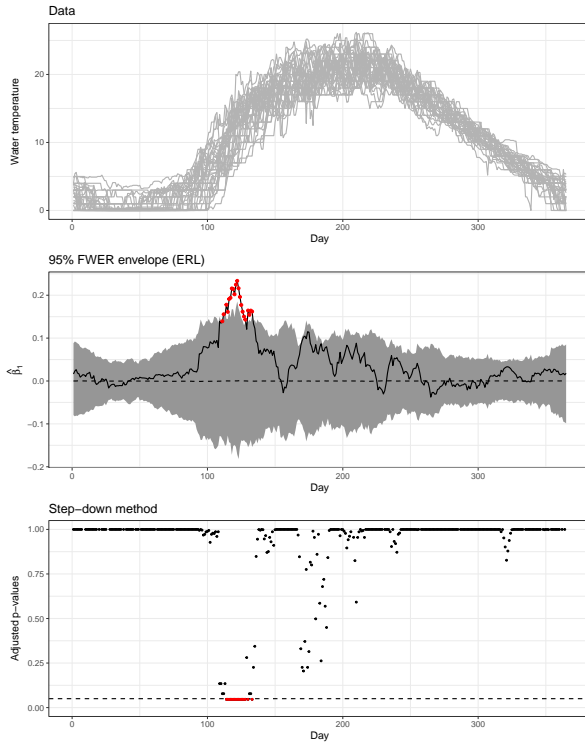 Data
20
10
0
Water temperature
0
100
200
300
Day
95% FWER envelope (ERL)
0.2
0.1
0.0
−0.1
−0.2
β̂₁
0
100
200
300
Day
Step−down method
1.00
0.75
0.50
0.25
0.00
Adjusted p−values
0
100
200
300
Day